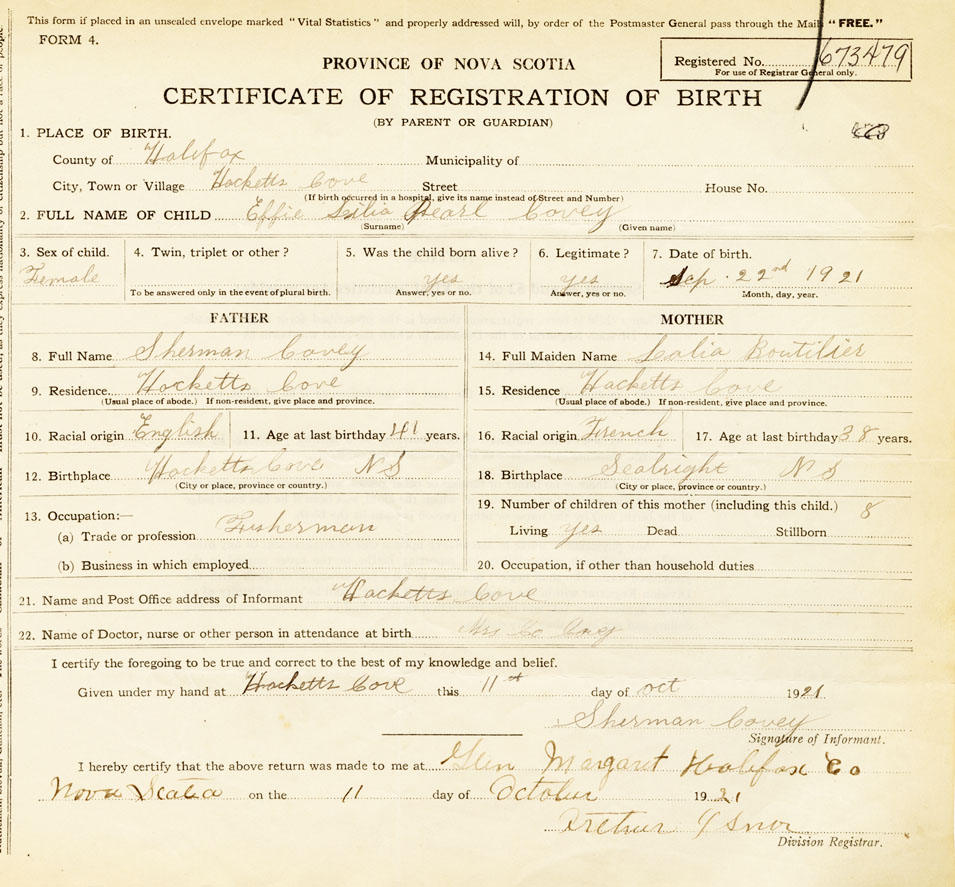 This form if placed in an unsealed envelope marked "Vital Statistics" and properly addressed will, by order of the Postmaster General pass through the Mail "FREE."
FORM 4.
Registered No. 673479
For use of Registrar General only.
PROVINCE OF NOVA SCOTIA
CERTIFICATE OF REGISTRATION OF BIRTH
(BY PARENT OR GUARDIAN)
1. PLACE OF BIRTH.
County of Halifax Municipality of
City, Town or Village Hacketts Cove Street House No.
(If birth occurred in a hospital, give its name instead of Street and Number)
2. FULL NAME OF CHILD Effie Pearl Covey
(Surname) (Given name)
3. Sex of child. 4. Twin, triplet or other? 5. Was the child born alive? 6. Legitimate? 7. Date of birth.
Female yes yes Sep. 22nd 1921
To be answered only in the event of plural birth. Answer, yes or no. Answer, yes or no. Month, day, year.
FATHER
8. Full Name Sherman Covey
9. Residence Hacketts Cove
(Usual place of abode.) If non-resident, give place and province.
10. Racial origin English 11. Age at last birthday 41 years.
12. Birthplace Hacketts Cove N S
(City or place, province or country.)
13. Occupation:—
(a) Trade or profession Fisherman
(b) Business in which employed
MOTHER
14. Full Maiden Name Boutilier
15. Residence Hacketts Cove
(Usual place of abode.) If non-resident, give place and province.
16. Racial origin French 17. Age at last birthday 38 years.
18. Birthplace Seabright N S
(City or place, province or country.)
19. Number of children of this mother (including this child.) 8
Living yes Dead Stillborn
20. Occupation, if other than household duties
21. Name and Post Office address of Informant Hacketts Cove
22. Name of Doctor, nurse or other person in attendance at birth Mrs
I certify the foregoing to be true and correct to the best of my knowledge and belief.
Given under my hand at Hacketts Cove this 11st day of oct 1921
Sherman Covey
Signature of Informant.
I hereby certify that the above return was made to me at Glen Margaret Halifax Co
Nova Scotia on the 11 day of October 1921
Arthur
Division Registrar.